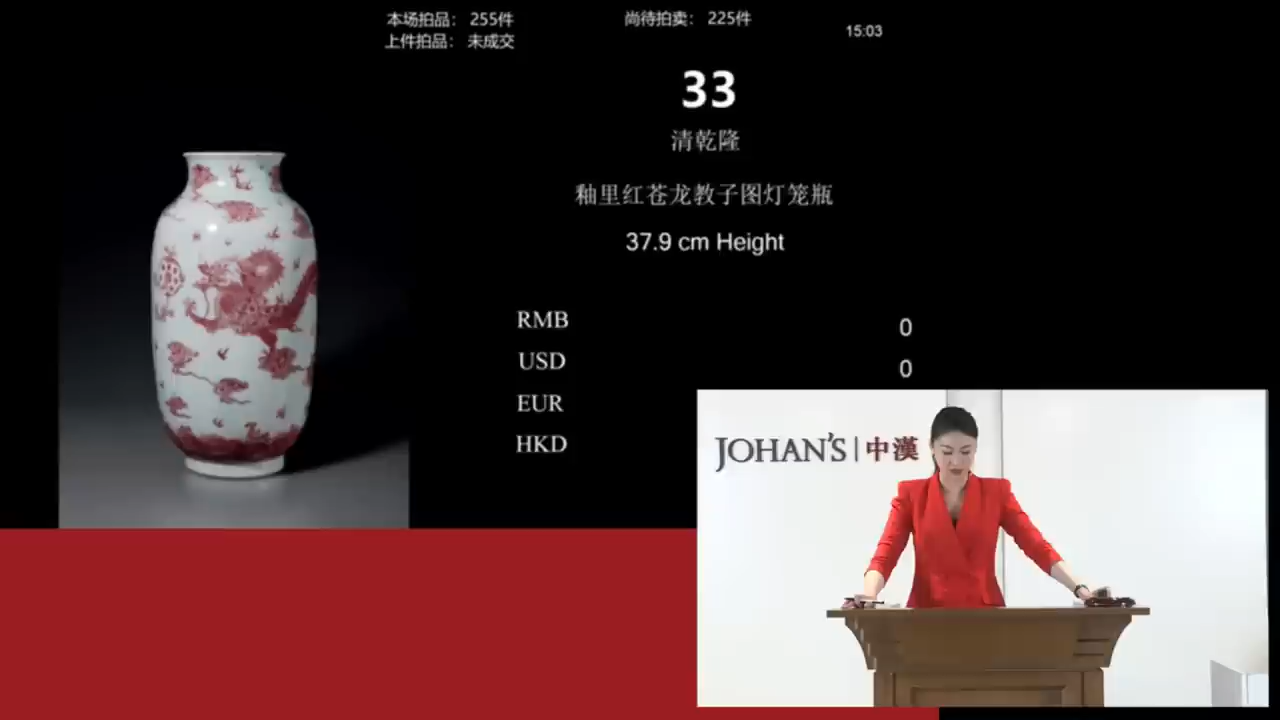 本场拍品： 255件
尚待拍卖： 225件
上件拍品： 未成交
15:03
33
清乾隆
釉里红苍龙教子图灯笼瓶
37.9 cm Height
RMB 0
USD 0
EUR
HKD
JOHAN'S | 中漢